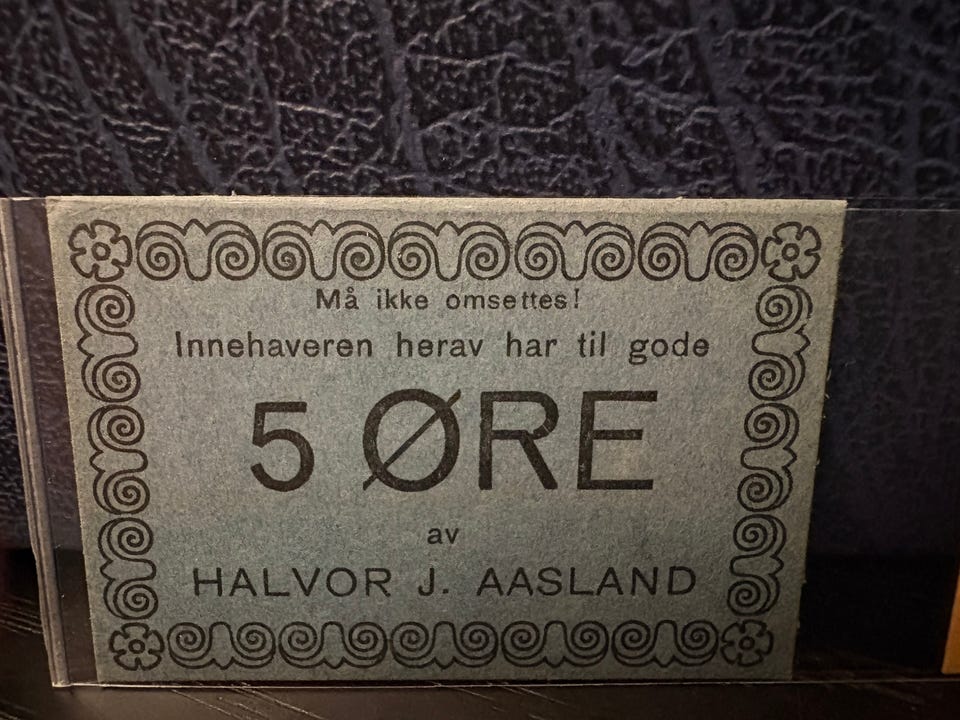 Må ikke omsettes!
Innehaveren herav har til gode
5 ØRE
av
HALVOR J. AASLAND